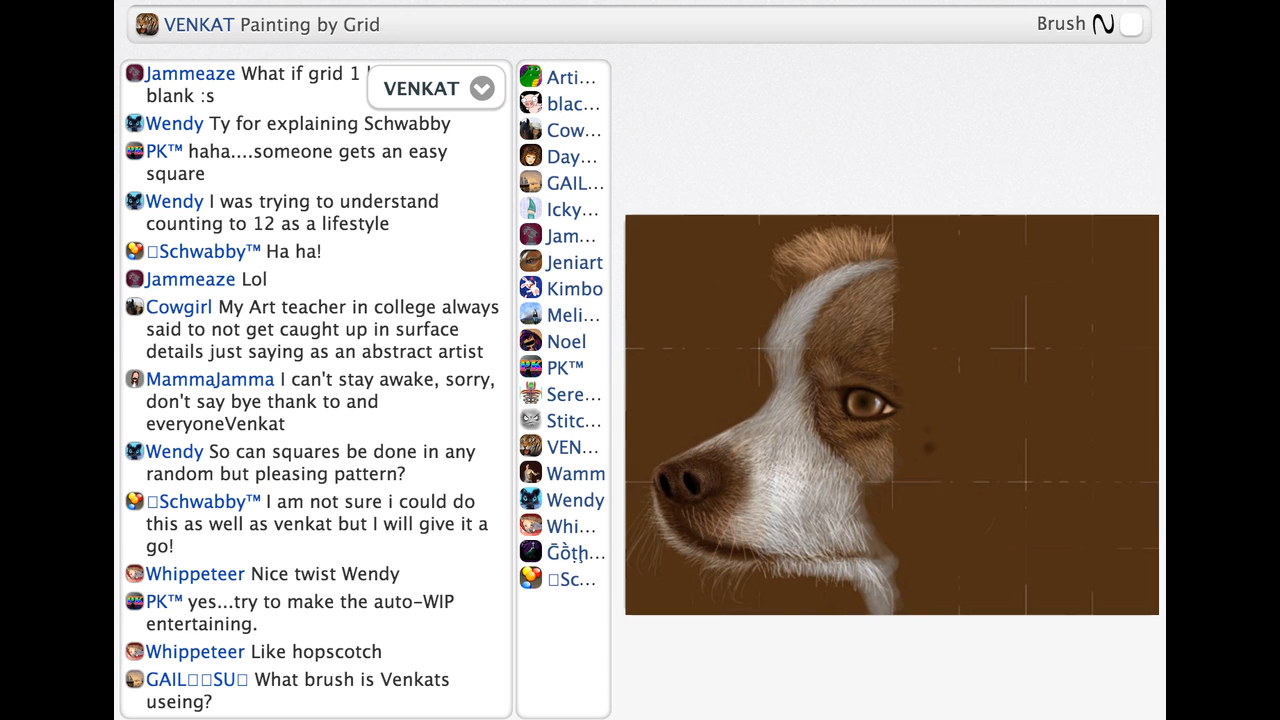 VENKAT Painting by Grid
Brush
Jammeaze What if grid 1
blank :s
VENKAT
Wendy Ty for explaining Schwabby
PK™ haha....someone gets an easy
square
Wendy I was trying to understand
counting to 12 as a lifestyle
Schwabby™ Ha ha!
Jammeaze Lol
Cowgirl My Art teacher in college always
said to not get caught up in surface
details just saying as an abstract artist
MammaJamma I can't stay awake, sorry,
don't say bye thank to and
everyoneVenkat
Wendy So can squares be done in any
random but pleasing pattern?
Schwabby™ I am not sure i could do
this as well as venkat but I will give it a
go!
Whippeteer Nice twist Wendy
PK™ yes...try to make the auto-WIP
entertaining.
Whippeteer Like hopscotch
GAIL▯▯SU▯ What brush is Venkats
useing?
Arti...
blac...
Cow...
Day...
GAIL...
Icky...
Jam...
Jeniart
Kimbo
Meli...
Noel
PK™
Sere...
Stitc...
VEN...
Wamm
Wendy
Whi...
Ḡȍṭḩ...
Sc...